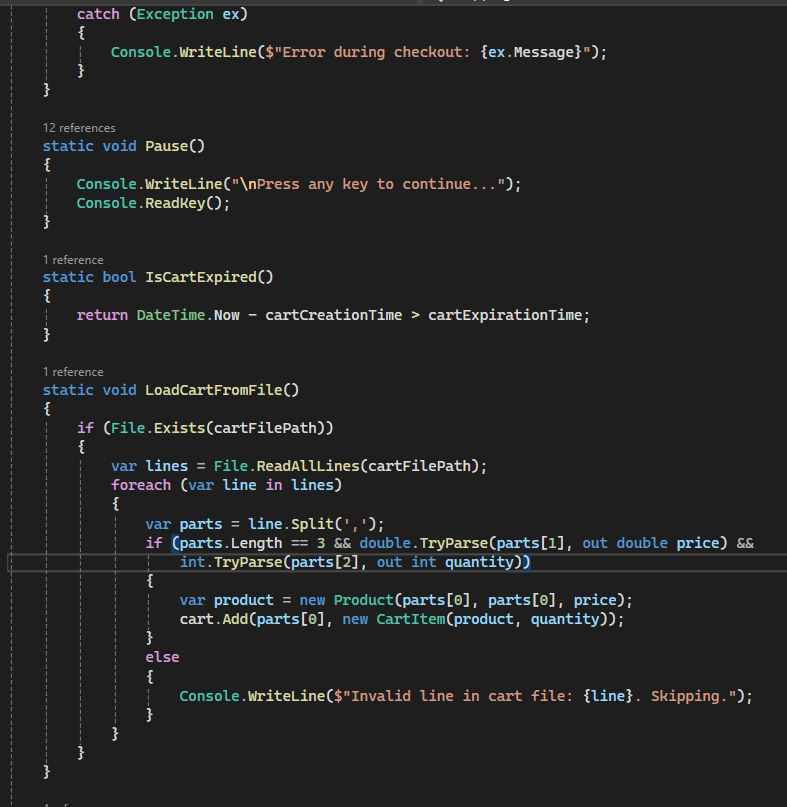 catch (Exception ex)
{
Console.WriteLine($"Error during checkout: {ex.Message}");
}
}
12 references
static void Pause()
{
Console.WriteLine("\nPress any key to continue...");
Console.ReadKey();
}
1 reference
static bool IsCartExpired()
{
return DateTime.Now - cartCreationTime > cartExpirationTime;
}
1 reference
static void LoadCartFromFile()
{
if (File.Exists(cartFilePath))
{
var lines = File.ReadAllLines(cartFilePath);
foreach (var line in lines)
{
var parts = line.Split(',');
if (parts.Length == 3 && double.TryParse(parts[1], out double price) &&
int.TryParse(parts[2], out int quantity))
{
var product = new Product(parts[0], parts[0], price);
cart.Add(parts[0], new CartItem(product, quantity));
}
else
{
Console.WriteLine($"Invalid line in cart file: {line}. Skipping.");
}
}
}
}